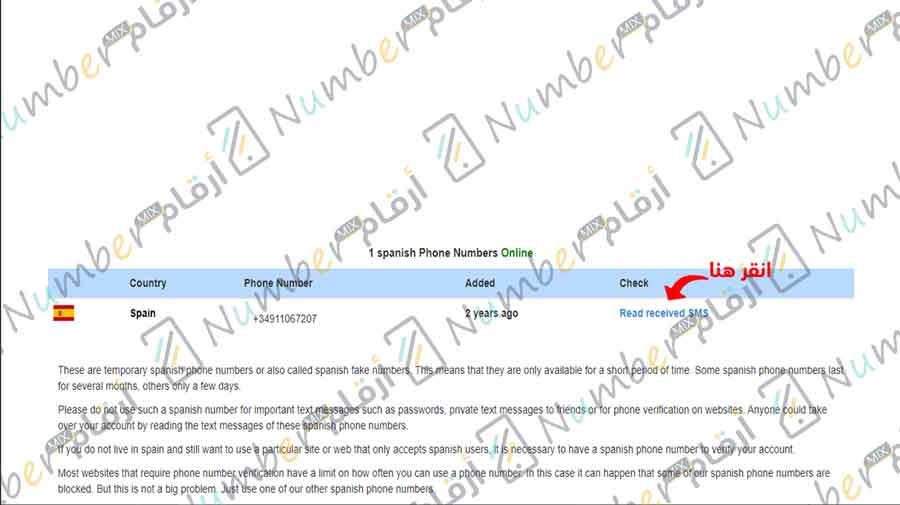 1 spanish Phone Numbers Online
انقر هنا
Country Phone Number Added Check
Spain +34911067207 2 years ago Read received SMS
These are temporary spanish phone numbers or also called spanish fake numbers. This means that they are only available for a short period of time. Some spanish phone numbers last
for several months, others only a few days.
Please do not use such a spanish number for important text messages such as passwords, private text messages to friends or for phone verification on websites. Anyone could take
over your account by reading the text messages of these spanish phone numbers.
If you do not live in spain and still want to use a particular site or web that only accepts spanish users, it is necessary to have a spanish phone number to verify your account.
Most websites that require phone number verification have a limit on how often you can use a phone number. In this case it can happen that some of our spanish phone numbers are
blocked. But this is not a big problem. Just use one of our other spanish phone numbers.
Number MIX أرقام